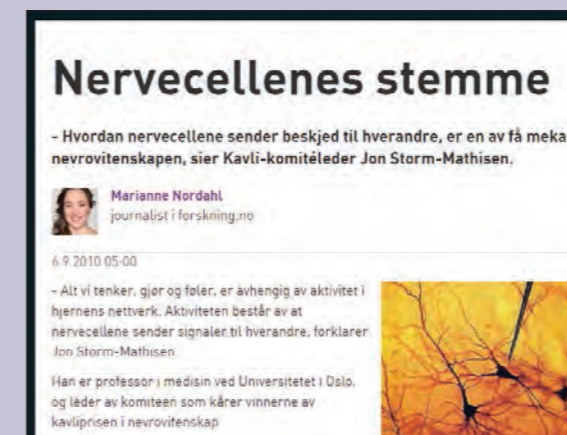 Nervecellenes stemme
- Hvordan nervecellene sender beskjed til hverandre, er en av få meka
nevrovitenskapen, sier Kavli-komitéleder Jon Storm-Mathisen.
Marianne Nordahl
journalist i forskning.no
6.9.2010 05:00
- Alt vi tenker, gjør og føler, er avhengig av aktivitet i
hjernens nettverk. Aktiviteten består av at
nervecellene sender signaler til hverandre, forklarer
Jon Storm-Mathisen.
Han er professor i medisin ved Universitetet i Oslo,
og leder av komiteen som kårer vinnerne av
kavliprisen i nevrovitenskap